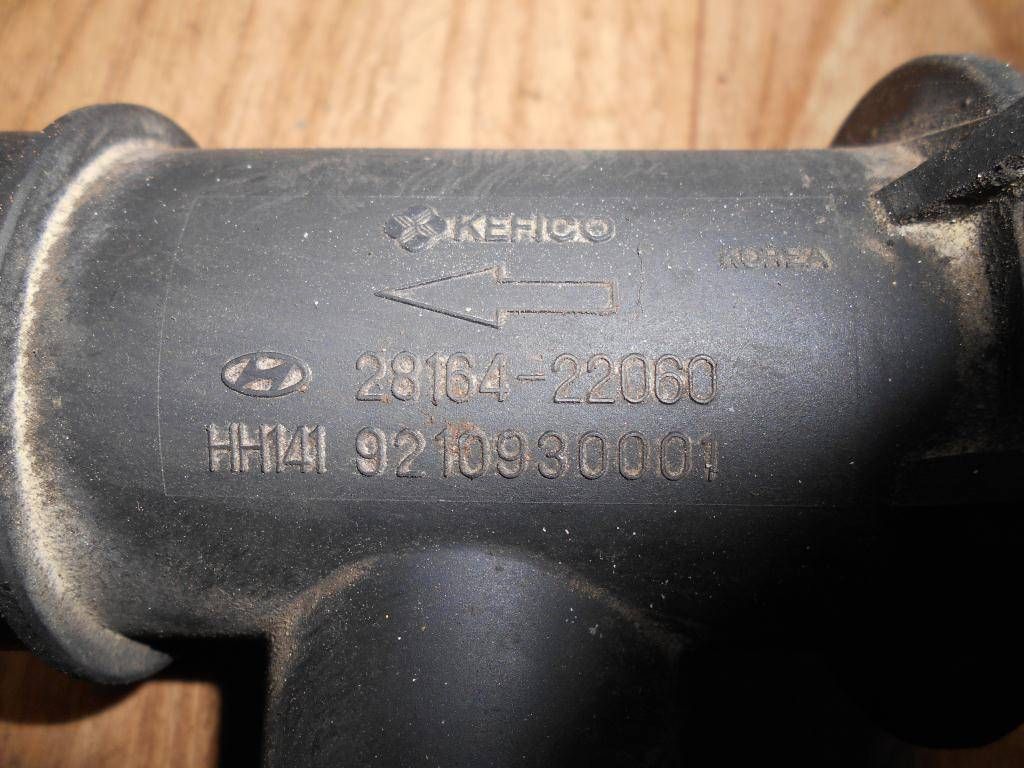 KEFICO
KOREA
28164-22060
HH141 9210930001